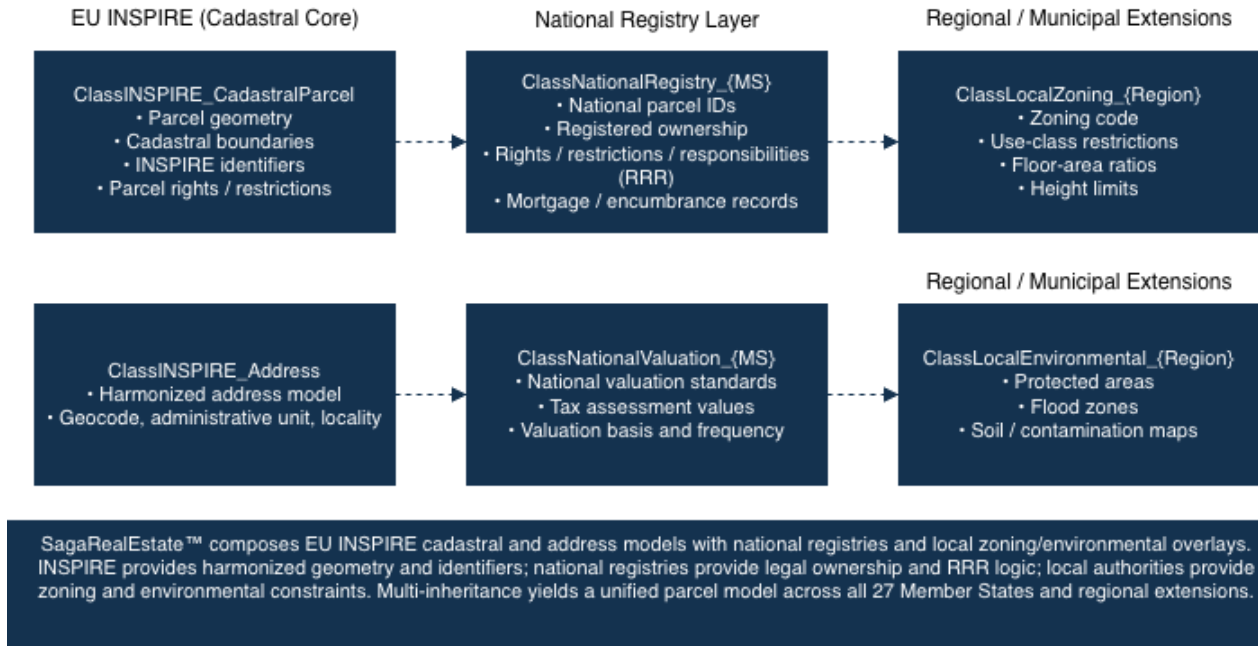 EU INSPIRE (Cadastral Core)
National Registry Layer
Regional / Municipal Extensions
ClassINSPIRE_CadastralParcel
• Parcel geometry
• Cadastral boundaries
• INSPIRE identifiers
• Parcel rights / restrictions
ClassNationalRegistry_{MS}
• National parcel IDs
• Registered ownership
• Rights / restrictions / responsibilities
(RRR)
• Mortgage / encumbrance records
ClassLocalZoning_{Region}
• Zoning code
• Use-class restrictions
• Floor-area ratios
• Height limits
Regional / Municipal Extensions
ClassINSPIRE_Address
• Harmonized address model
• Geocode, administrative unit, locality
ClassNationalValuation_{MS}
• National valuation standards
• Tax assessment values
• Valuation basis and frequency
ClassLocalEnvironmental_{Region}
• Protected areas
• Flood zones
• Soil / contamination maps
SagaRealEstate™ composes EU INSPIRE cadastral and address models with national registries and local zoning/environmental overlays.
INSPIRE provides harmonized geometry and identifiers; national registries provide legal ownership and RRR logic; local authorities provide
zoning and environmental constraints. Multi-inheritance yields a unified parcel model across all 27 Member States and regional extensions.